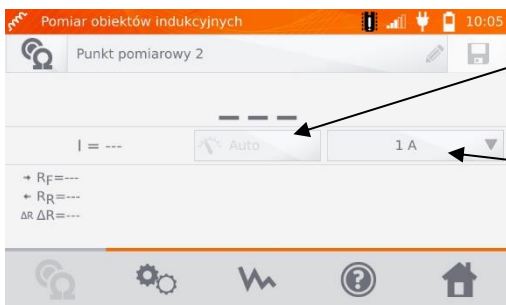 Pomiar obiektów indukcyjnych 10:05
Punkt pomiarowy 2
---
I = --- Auto 1 A
RF=---
RR=---
ΔR ΔR=---